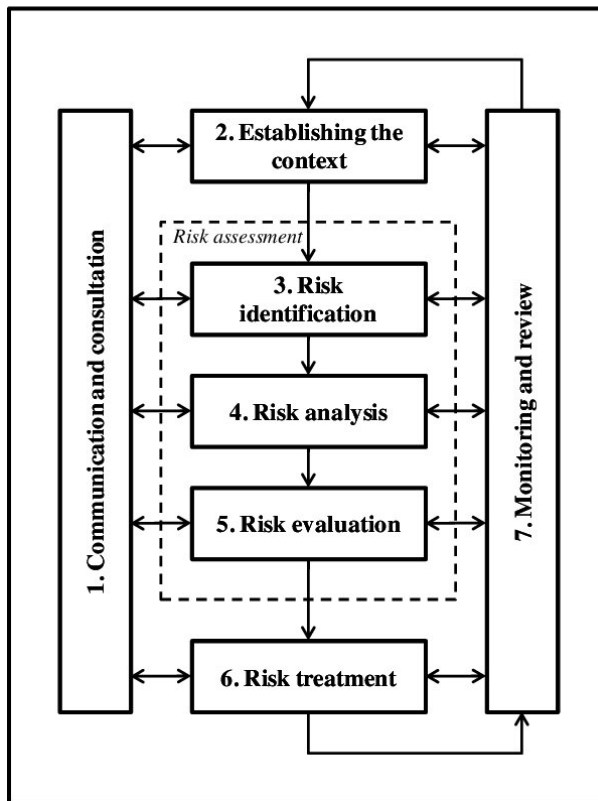 1. Communication and consultation
2. Establishing the
context
Risk assessment
3. Risk
identification
4. Risk analysis
5. Risk evaluation
6. Risk treatment
7. Monitoring and review